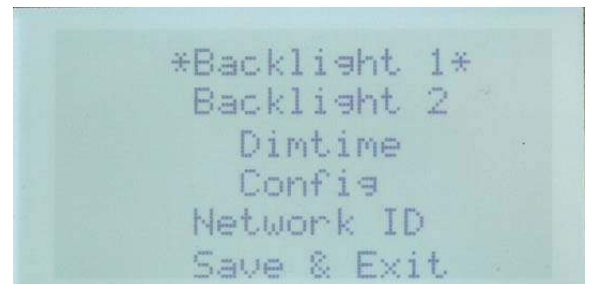 *Backlight 1*
Backlight 2
Dimtime
Config
Network ID
Save & Exit